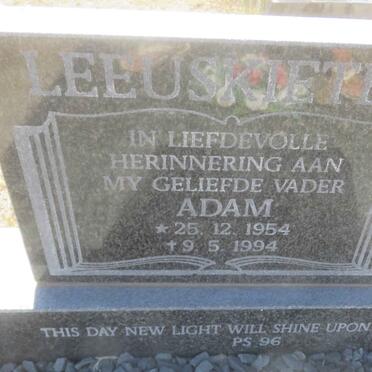 LEEUSKIETE
IN LIEFDEVOLLE
HERINNERING AAN
MY GELIEFDE VADER
ADAM
★ 25. 12. 1954
✝ 9. 5. 1994
THIS DAY NEW LIGHT WILL SHINE UPON
PS 96